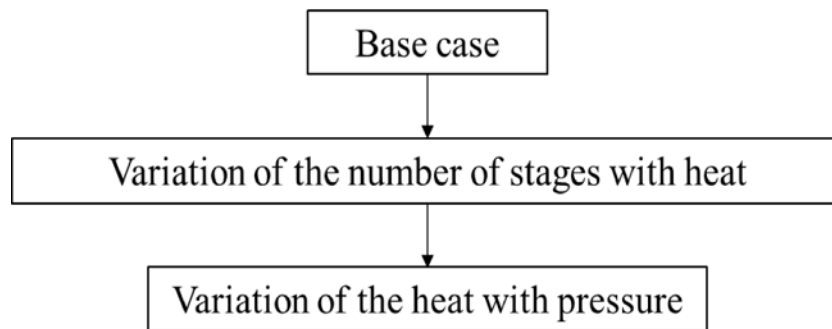 Base case
Variation of the number of stages with heat
Variation of the heat with pressure